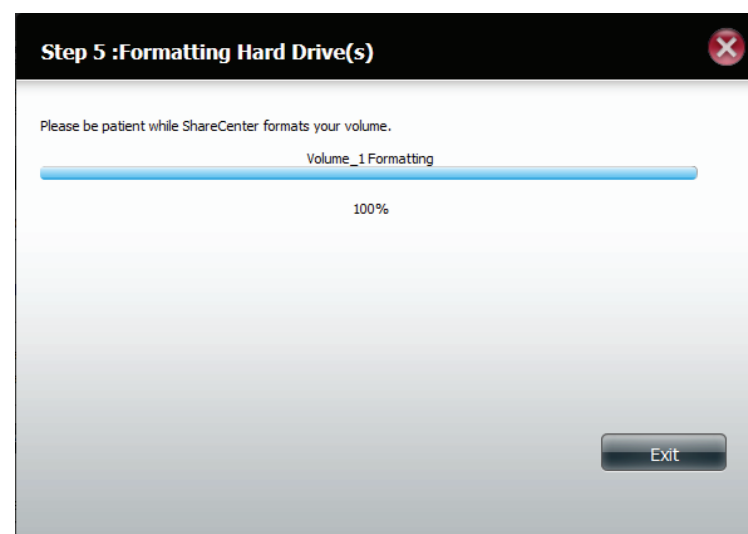 Step 5 :Formatting Hard Drive(s)
Please be patient while ShareCenter formats your volume.
Volume_1 Formatting
100%
Exit